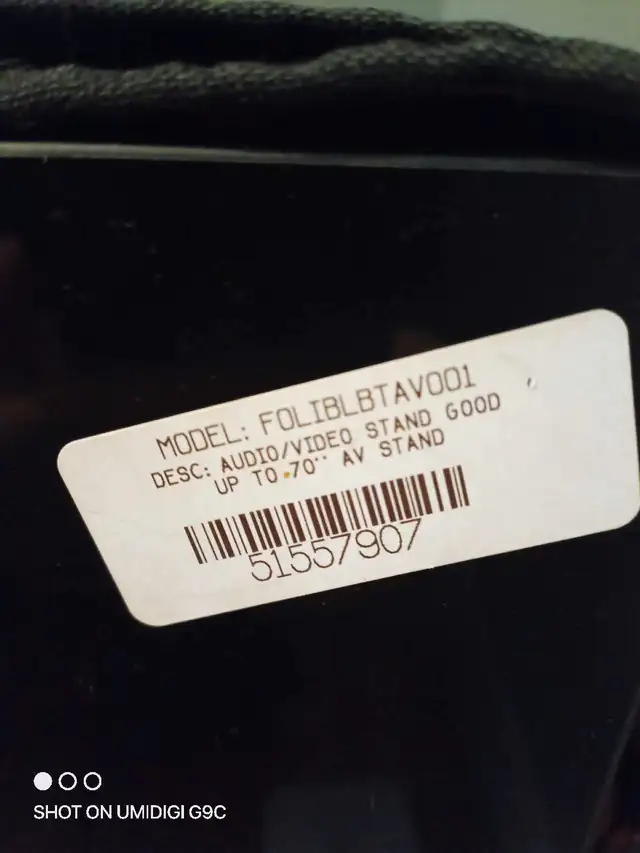 MODEL: FOLIBLBTAV001
DESC: AUDIO/VIDEO STAND GOOD
UP TO 70" AV STAND
51557907
SHOT ON UMIDIGI G9C